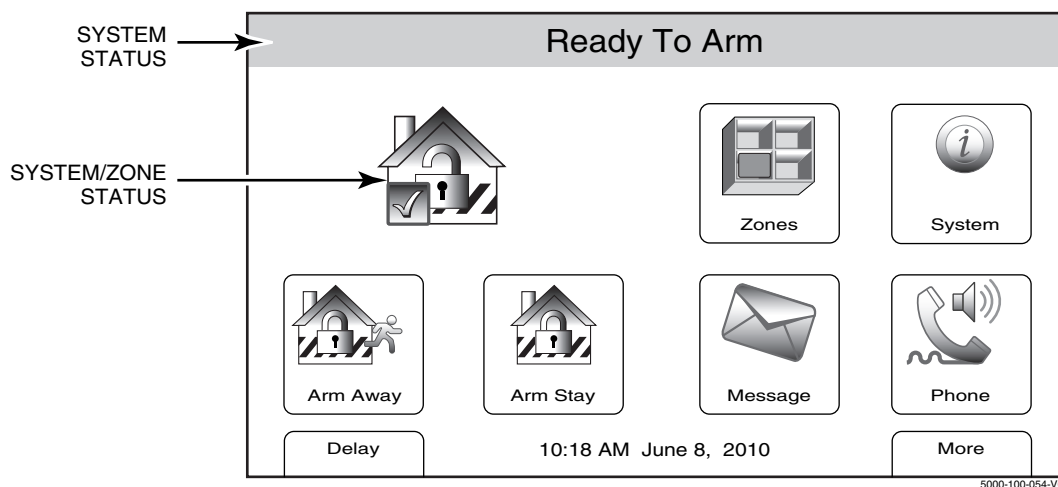 SYSTEM
STATUS
Ready To Arm
SYSTEM/ZONE
STATUS
Zones
System
Arm Away
Arm Stay
Message
Phone
Delay
10:18 AM June 8, 2010
More
5000-100-054-V